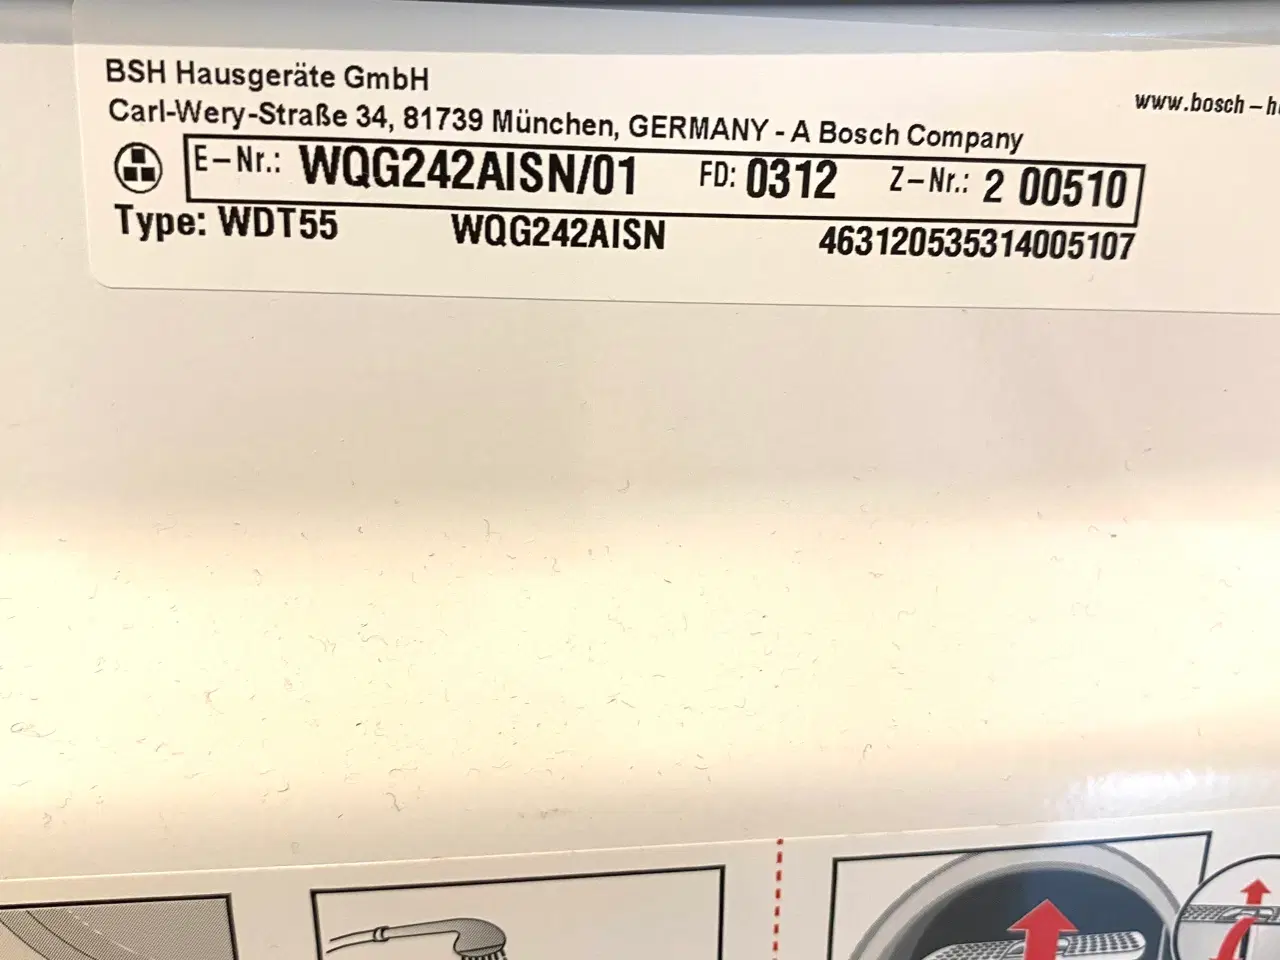 BSH Hausgeräte GmbH
www.bosch-h
Carl-Wery-Straße 34, 81739 München, GERMANY - A Bosch Company
E-Nr.: WQG242AISN/01 FD: 0312 Z-Nr.: 2 00510
Type: WDT55 WQG242AISN 463120535314005107